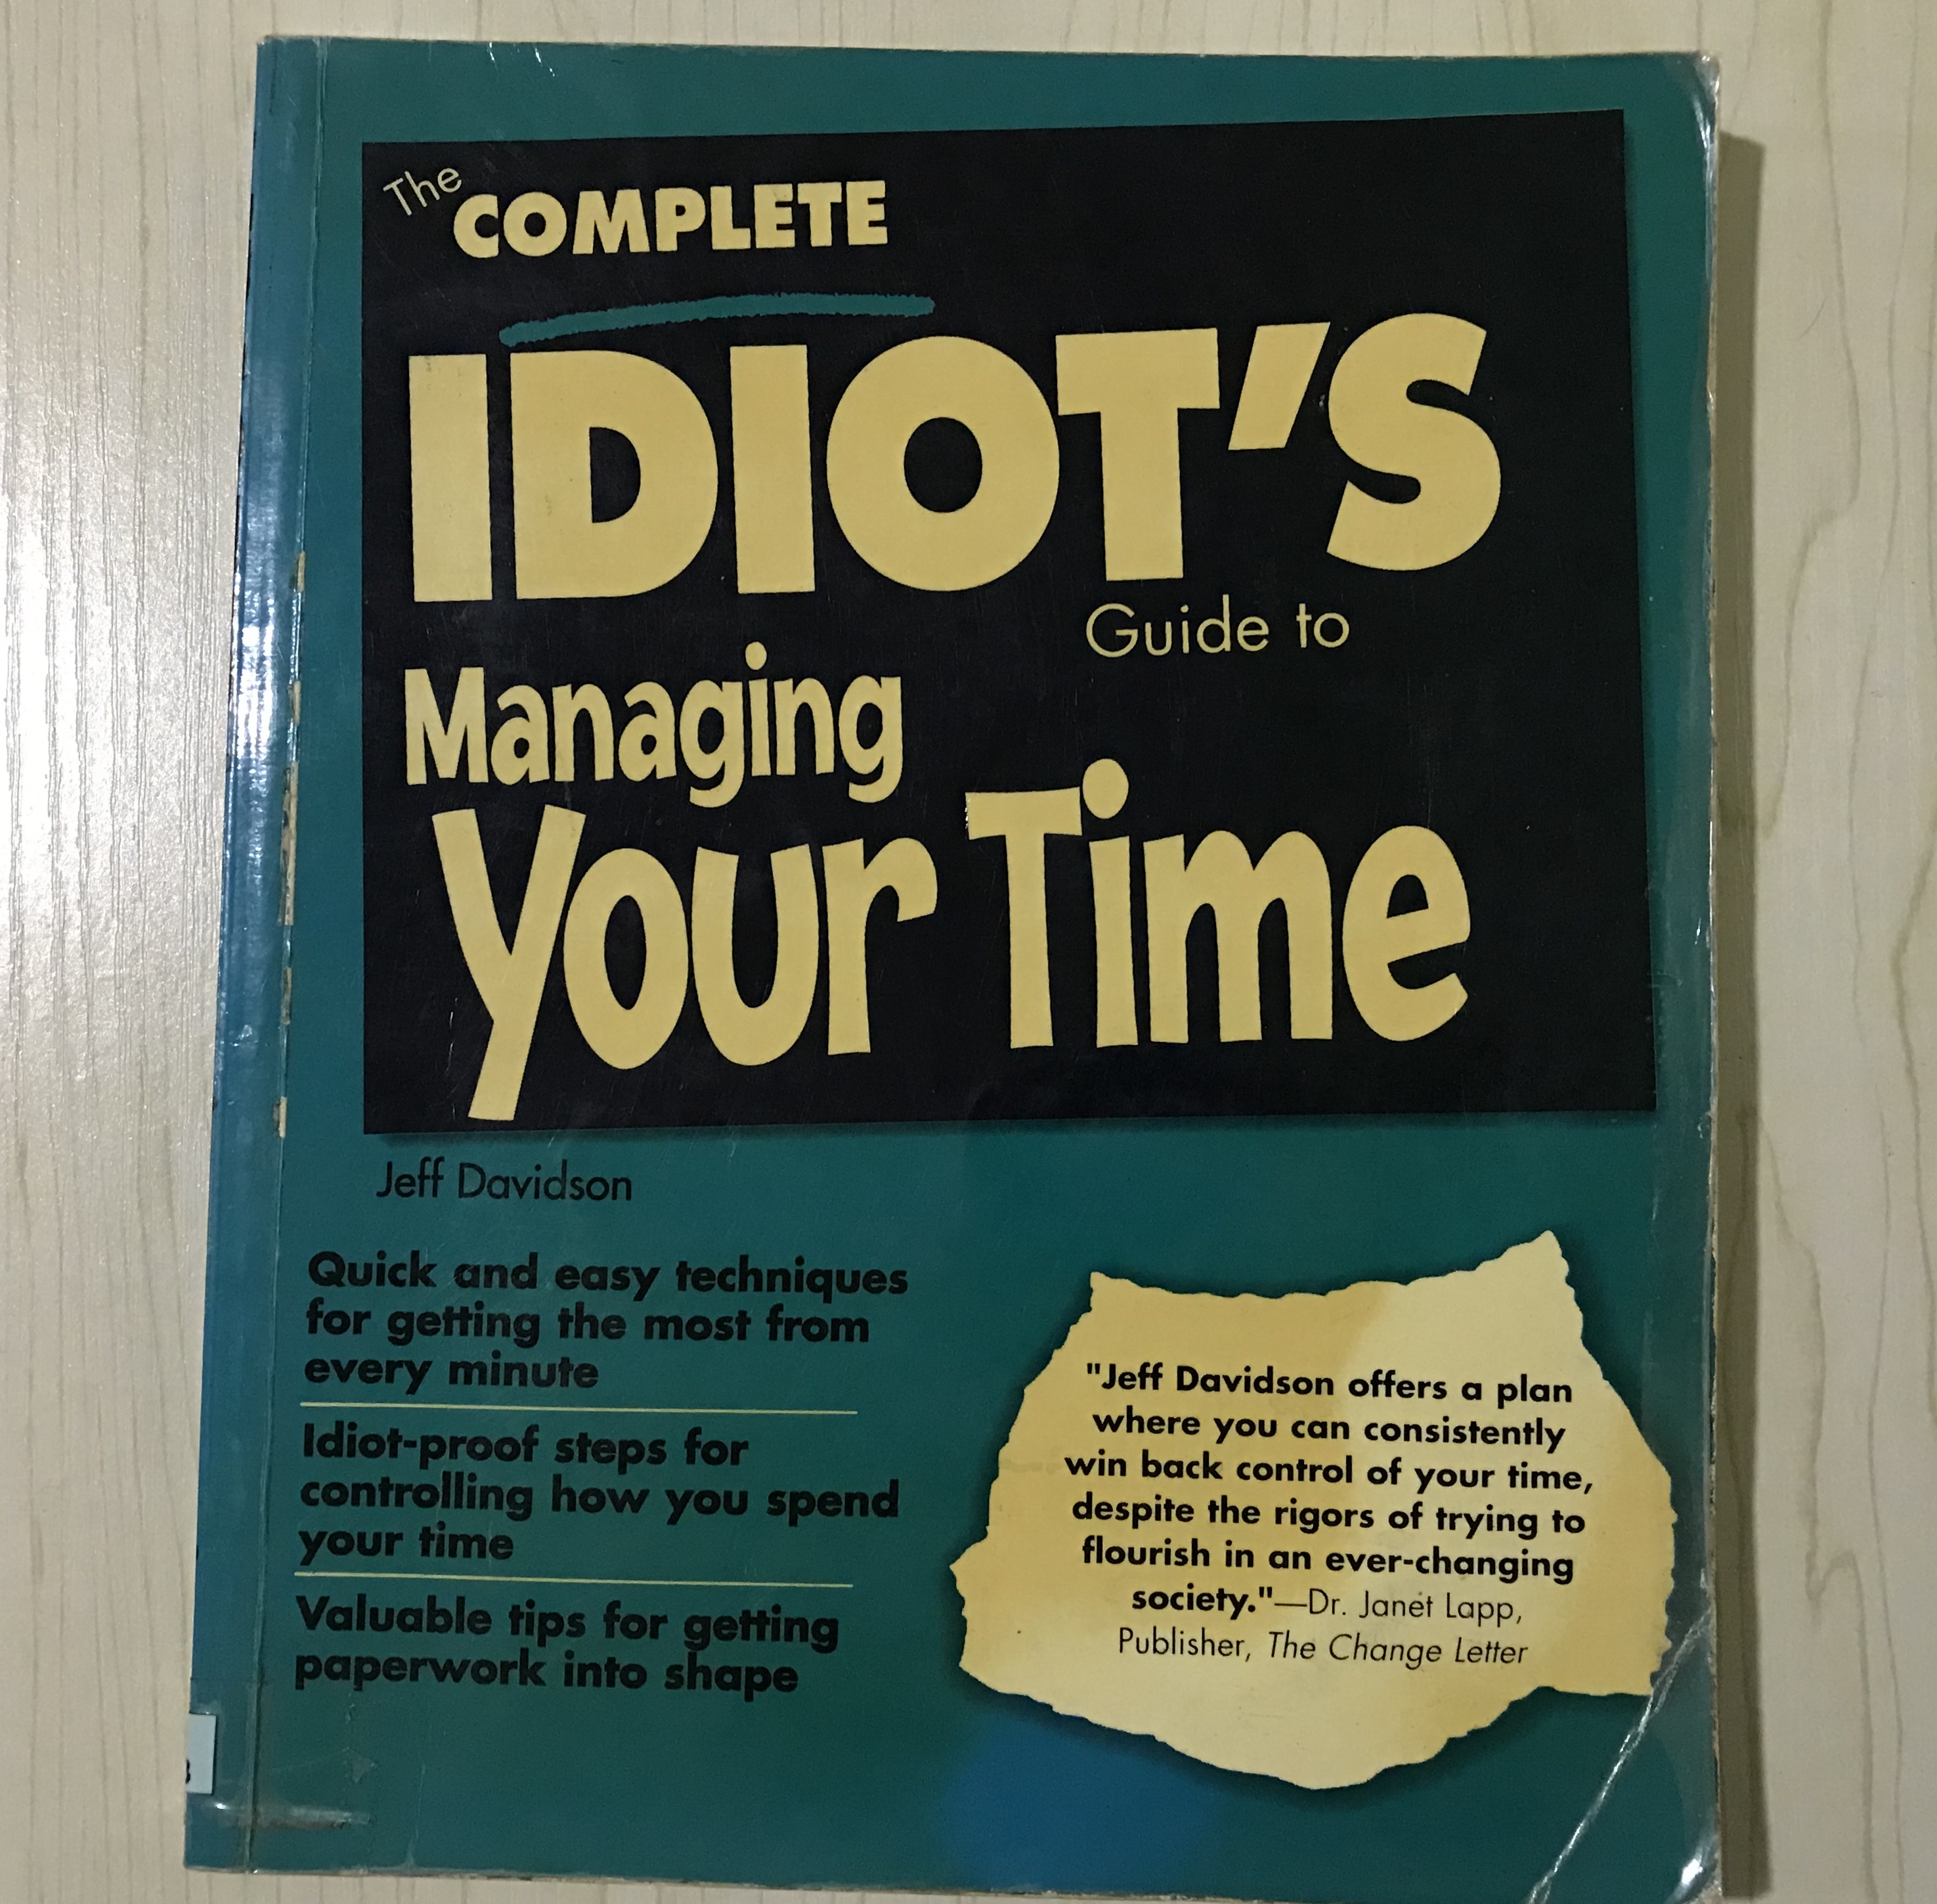 The COMPLETE
IDIOT'S
Guide to
Managing
Your Time
Jeff Davidson
Quick and easy techniques
for getting the most from
every minute
Idiot-proof steps for
controlling how you spend
your time
Valuable tips for getting
paperwork into shape
"Jeff Davidson offers a plan
where you can consistently
win back control of your time,
despite the rigors of trying to
flourish in an ever-changing
society."—Dr. Janet Lapp,
Publisher, The Change Letter